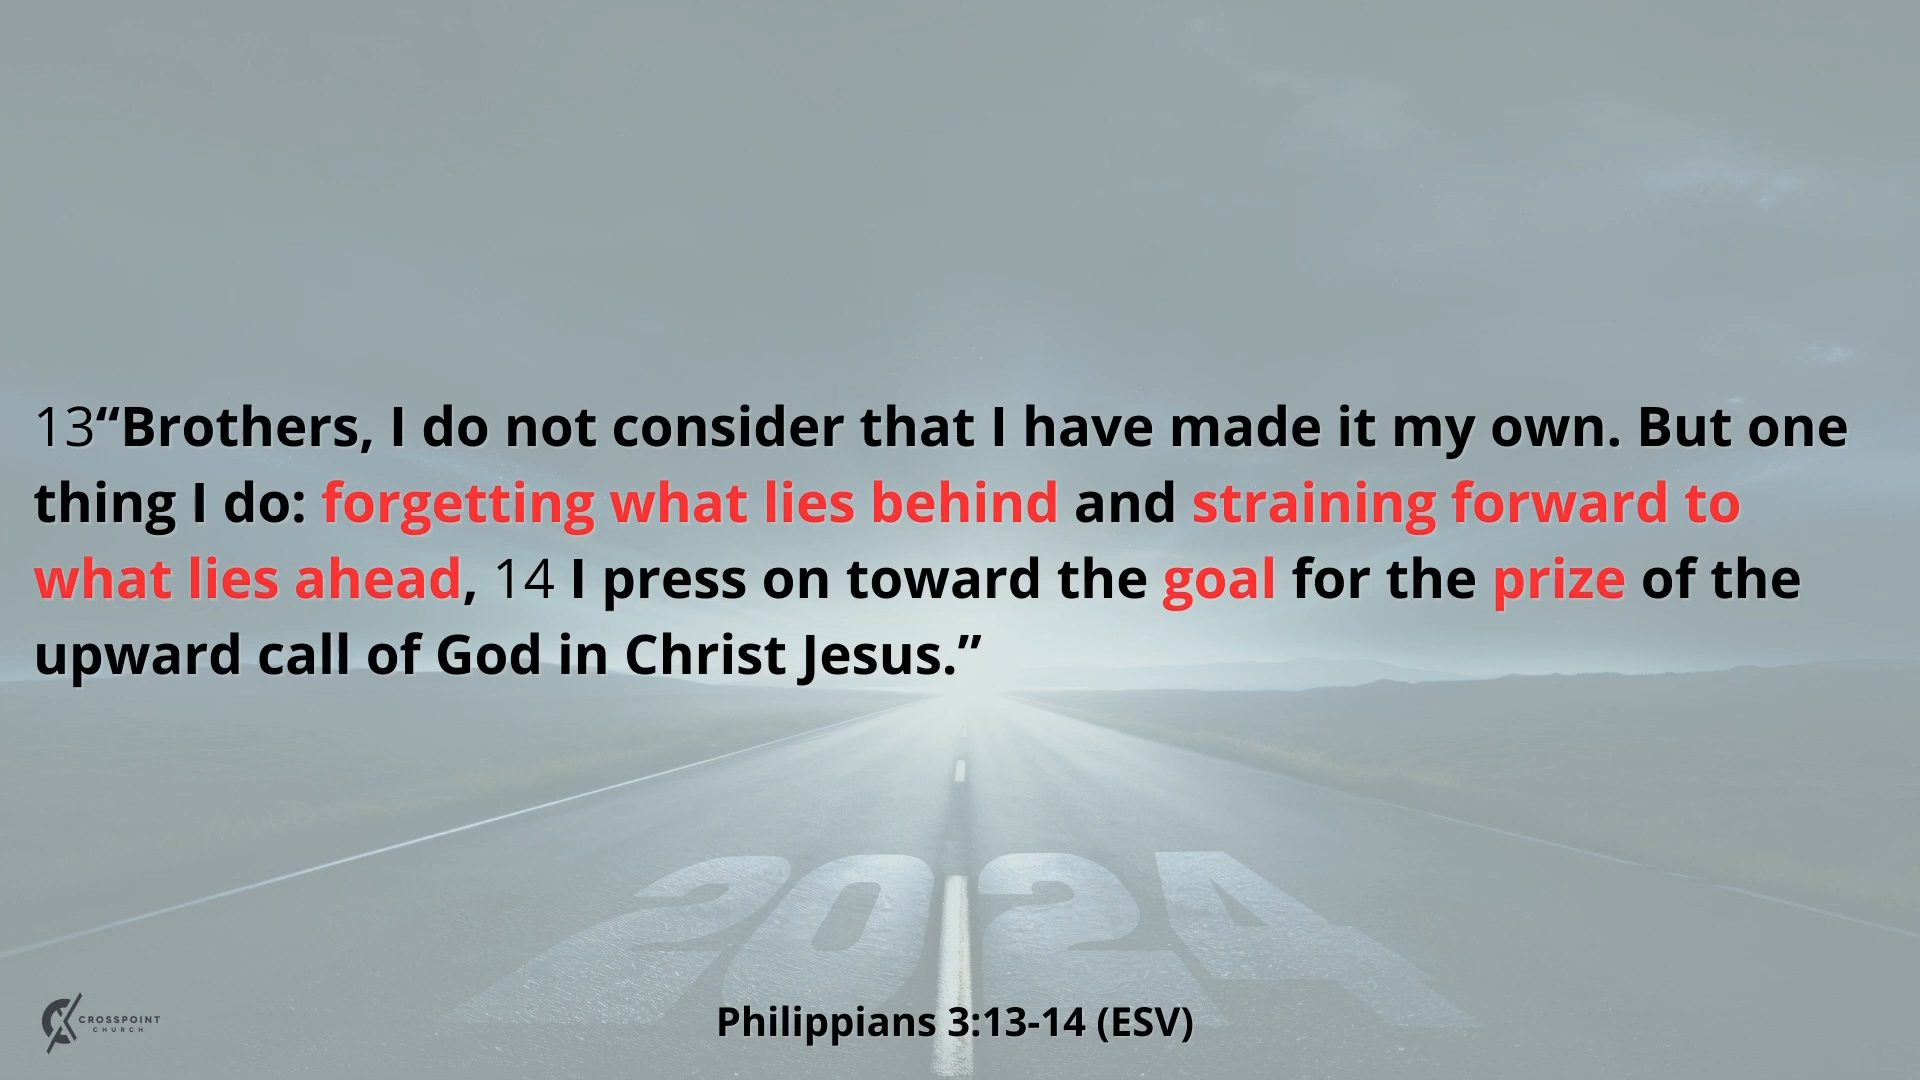 13“Brothers, I do not consider that I have made it my own. But one
thing I do: forgetting what lies behind and straining forward to
what lies ahead, 14 I press on toward the goal for the prize of the
upward call of God in Christ Jesus.”
2024
Philippians 3:13-14 (ESV)
CROSSPOINT
CHURCH